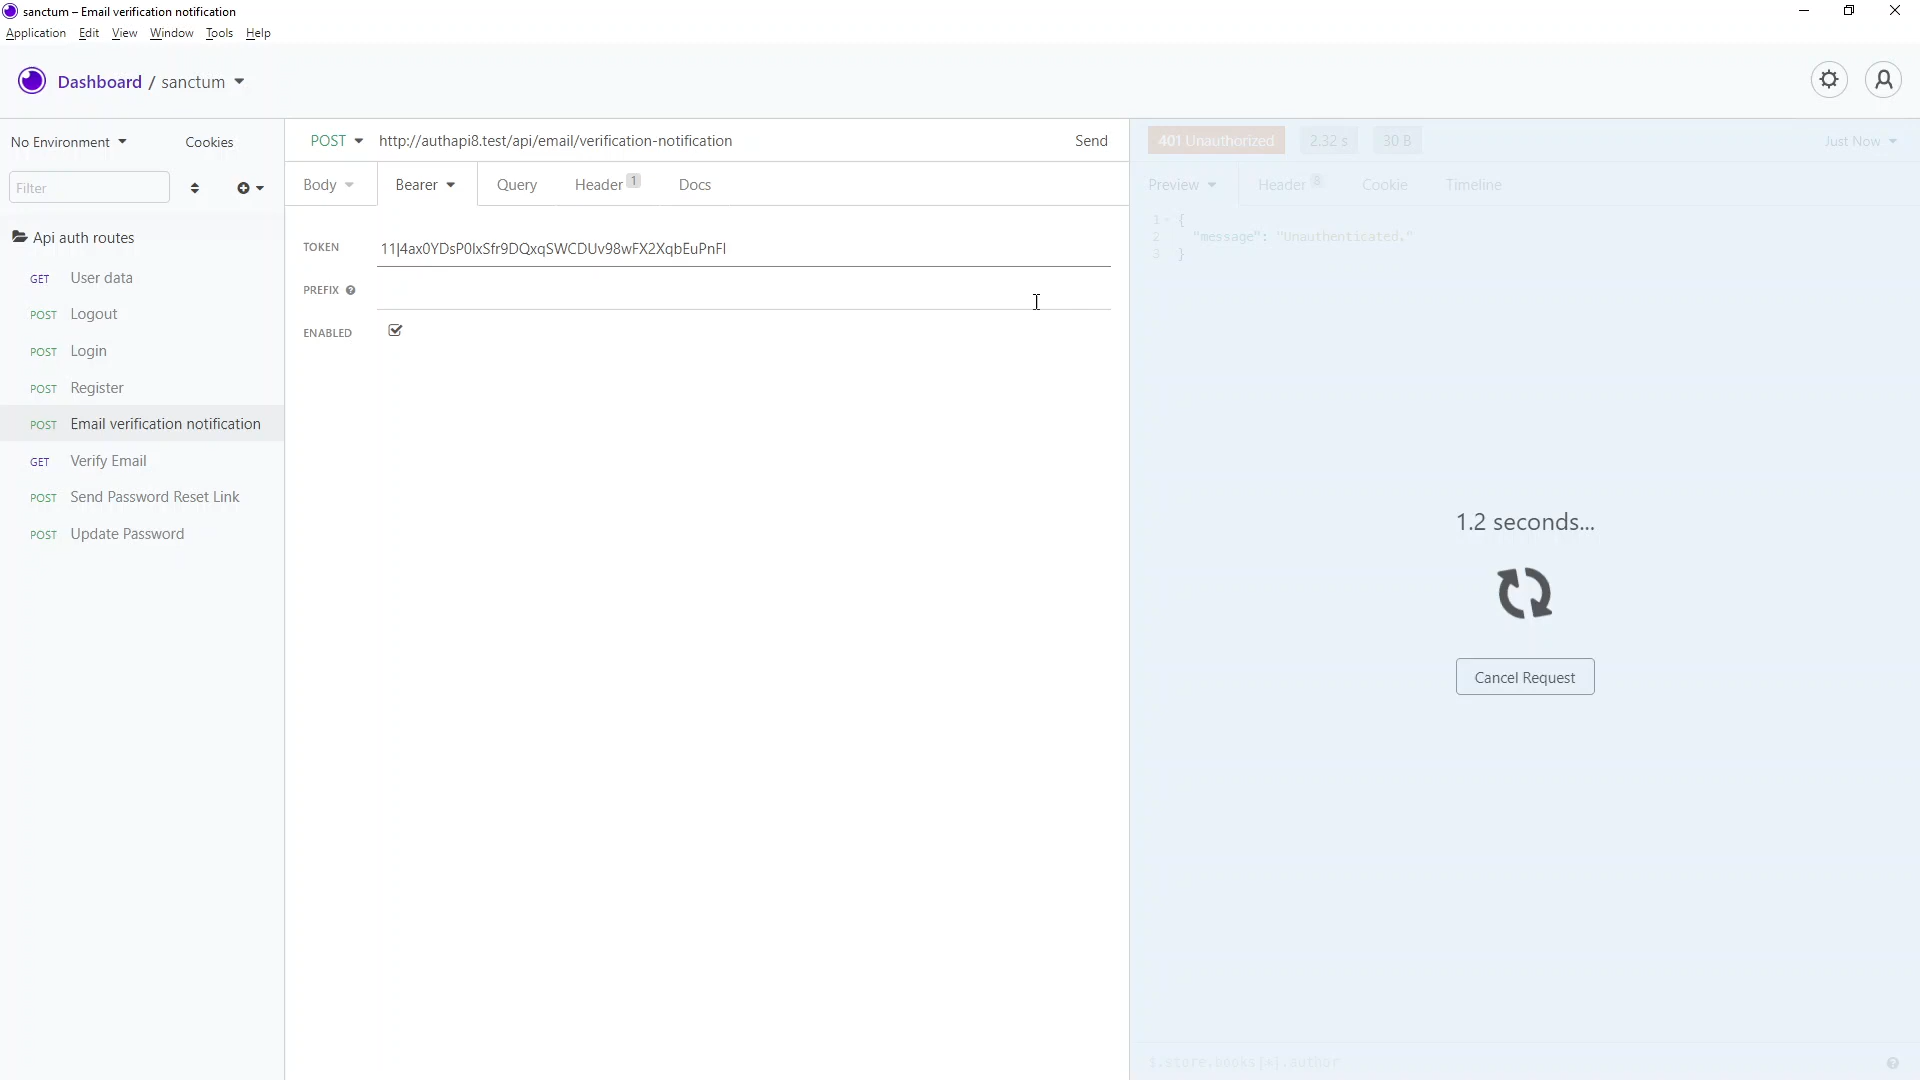 sanctum – Email verification notification
Application Edit View Window Tools Help
Dashboard / sanctum
No Environment Cookies
POST http://authapi8.test/api/email/verification-notification Send
401 Unauthorized 2.32 s 30 B Just Now
Filter
Body Bearer Query Header 1 Docs
Preview Header 8 Cookie Timeline
Api auth routes
GET User data
POST Logout
POST Login
POST Register
POST Email verification notification
GET Verify Email
POST Send Password Reset Link
POST Update Password
TOKEN 11|4ax0YDsP0IxSfr9DQxqSWCDUv98wFX2XqbEuPnFl
PREFIX
ENABLED
1 {
2 "message": "Unauthenticated."
3 }
1.2 seconds...
Cancel Request
$.store.books[*].author